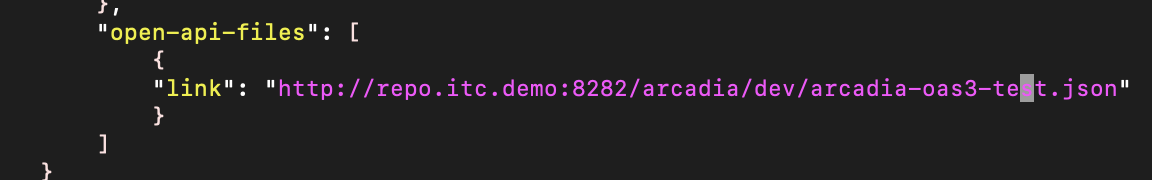 },
"open-api-files": [
{
"link": "http://repo.itc.demo:8282/arcadia/dev/arcadia-oas3-test.json"
}
]
}